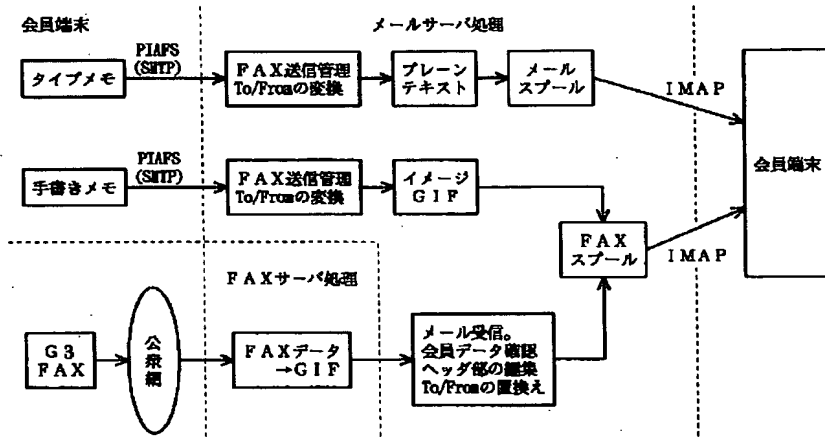 会員端末
メールサーバ処理
PIAFS
(SMTP)
タイプメモ
FAX送信管理
To/Fromの変換
プレーン
テキスト
メール
スプール
IMAP
会員端末
PIAFS
(SMTP)
手書きメモ
FAX送信管理
To/Fromの変換
イメージ
GIF
FAX
スプール
IMAP
FAXサーバ処理
G3
FAX
公衆網
FAXデータ
→GIF
メール受信。
会員データ確認
ヘッダ部の編集
To/Fromの置換え